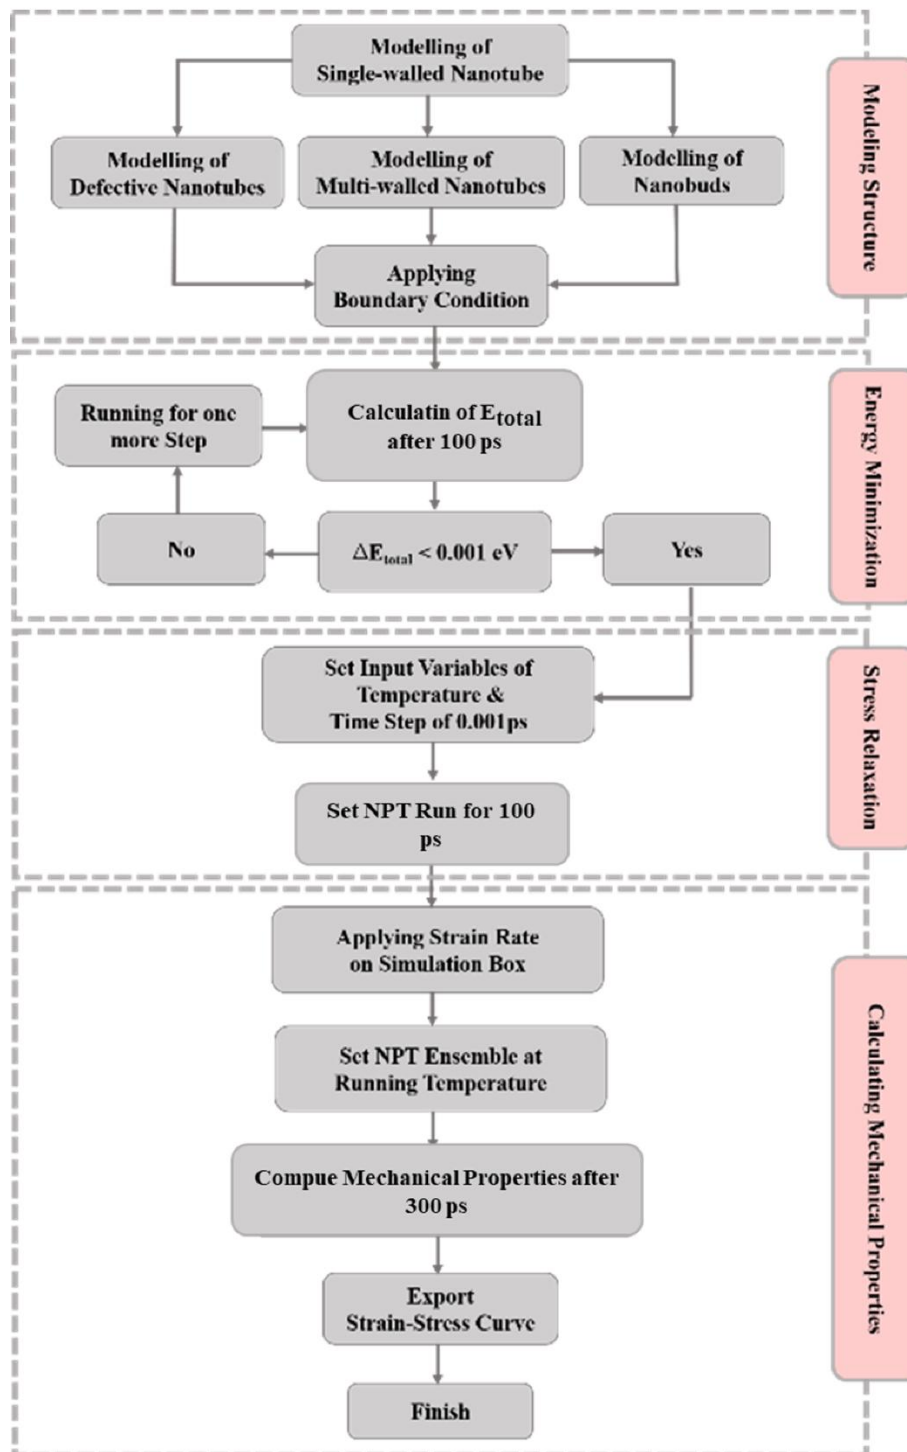 Modelling of
Single-walled Nanotube
Modelling of
Defective Nanotubes
Modelling of
Multi-walled Nanotubes
Modelling of
Nanobuds
Applying
Boundary Condition
Modeling Structure
Running for one
more Step
Calculatin of Etotal
after 100 ps
No
ΔEtotal < 0.001 eV
Yes
Energy Minimization
Set Input Variables of
Temperature &
Time Step of 0.001ps
Set NPT Run for 100
ps
Stress Relaxation
Applying Strain Rate
on Simulation Box
Set NPT Ensemble at
Running Temperature
Compue Mechanical Properties after
300 ps
Export
Strain-Stress Curve
Finish
Calculating Mechanical Properties